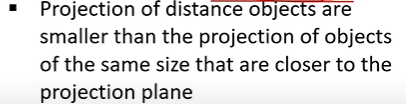 ▪ Projection of distance objects are
smaller than the projection of objects
of the same size that are closer to the
projection plane